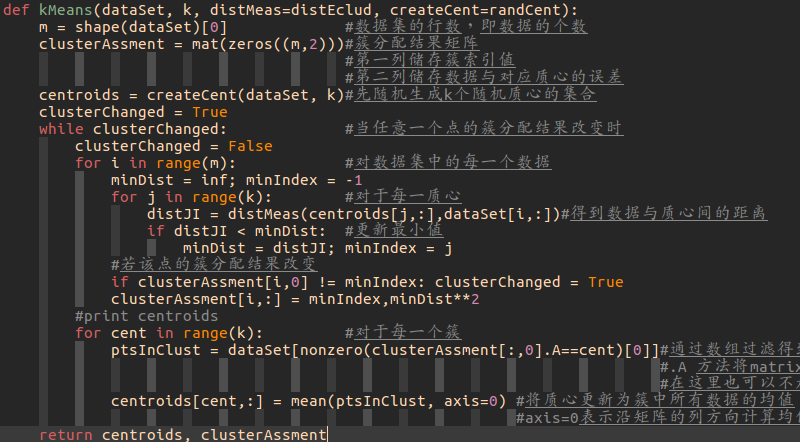 def kMeans(dataSet, k, distMeas=distEclud, createCent=randCent):
    m = shape(dataSet)[0]             #数据集的行数，即数据的个数
    clusterAssment = mat(zeros((m,2)))#簇分配结果矩阵
                                      #第一列储存簇索引值
                                      #第二列储存数据与对应质心的误差
    centroids = createCent(dataSet, k)#先随机生成k个随机质心的集合
    clusterChanged = True
    while clusterChanged:             #当任意一个点的簇分配结果改变时
        clusterChanged = False
        for i in range(m):            #对数据集中的每一个数据
            minDist = inf; minIndex = -1
            for j in range(k):        #对于每一质心
                distJI = distMeas(centroids[j,:],dataSet[i,:])#得到数据与质心间的距离
                if distJI < minDist:  #更新最小值
                    minDist = distJI; minIndex = j
            #若该点的簇分配结果改变
            if clusterAssment[i,0] != minIndex: clusterChanged = True
            clusterAssment[i,:] = minIndex,minDist**2
        #print centroids
        for cent in range(k):         #对于每一个簇
            ptsInClust = dataSet[nonzero(clusterAssment[:,0].A==cent)[0]]#通过数组过滤得
                                                                         #.A 方法将matrix
                                                                         #在这里也可以不
            centroids[cent,:] = mean(ptsInClust, axis=0) #将质心更新为簇中所有数据的均值
                                                         #axis=0表示沿矩阵的列方向计算均
    return centroids, clusterAssment